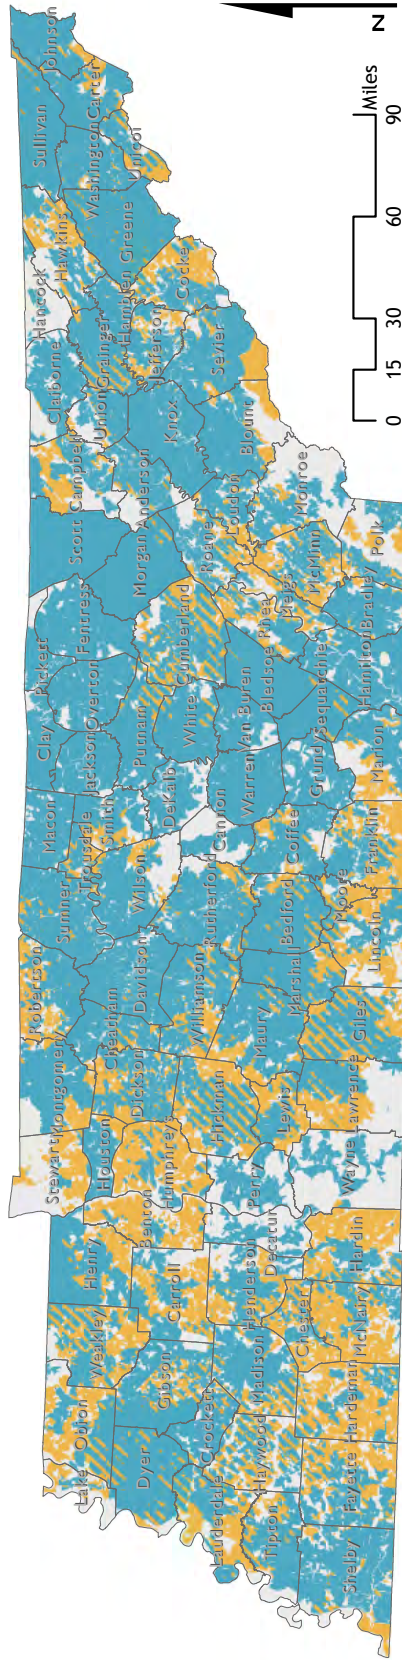 Lake
Obion
Weakley
Henry
Stewart
Montgomery
Robertson
Sumner
Macon
Clay
Pickett
Scott
Campbell
Claiborne
Hancock
Hawkins
Sullivan
Johnson
Dyer
Gibson
Carroll
Benton
Houston
Humphreys
Dickson
Cheatham
Davidson
Trousdale
Smith
Wilson
Jackson
Overton
Fentress
Putnam
Morgan
Anderson
Union
Grainger
Hamblen
Greene
Washington
Carter
Unicoi
Lauderdale
Crockett
Haywood
Madison
Henderson
Decatur
Perry
Hickman
Williamson
Rutherford
Cannon
DeKalb
White
Cumberland
Roane
Knox
Jefferson
Cocke
Sevier
Tipton
Chester
Lewis
Maury
Marshall
Bedford
Coffee
Warren
Van Buren
Bledsoe
Rhea
Meigs
Loudon
Blount
Monroe
McMinn
Shelby
Fayette
Hardeman
McNairy
Hardin
Wayne
Lawrence
Giles
Lincoln
Moore
Franklin
Grundy
Sequatchie
Marion
Hamilton
Bradley
Polk
N
Miles
0 15 30 60 90